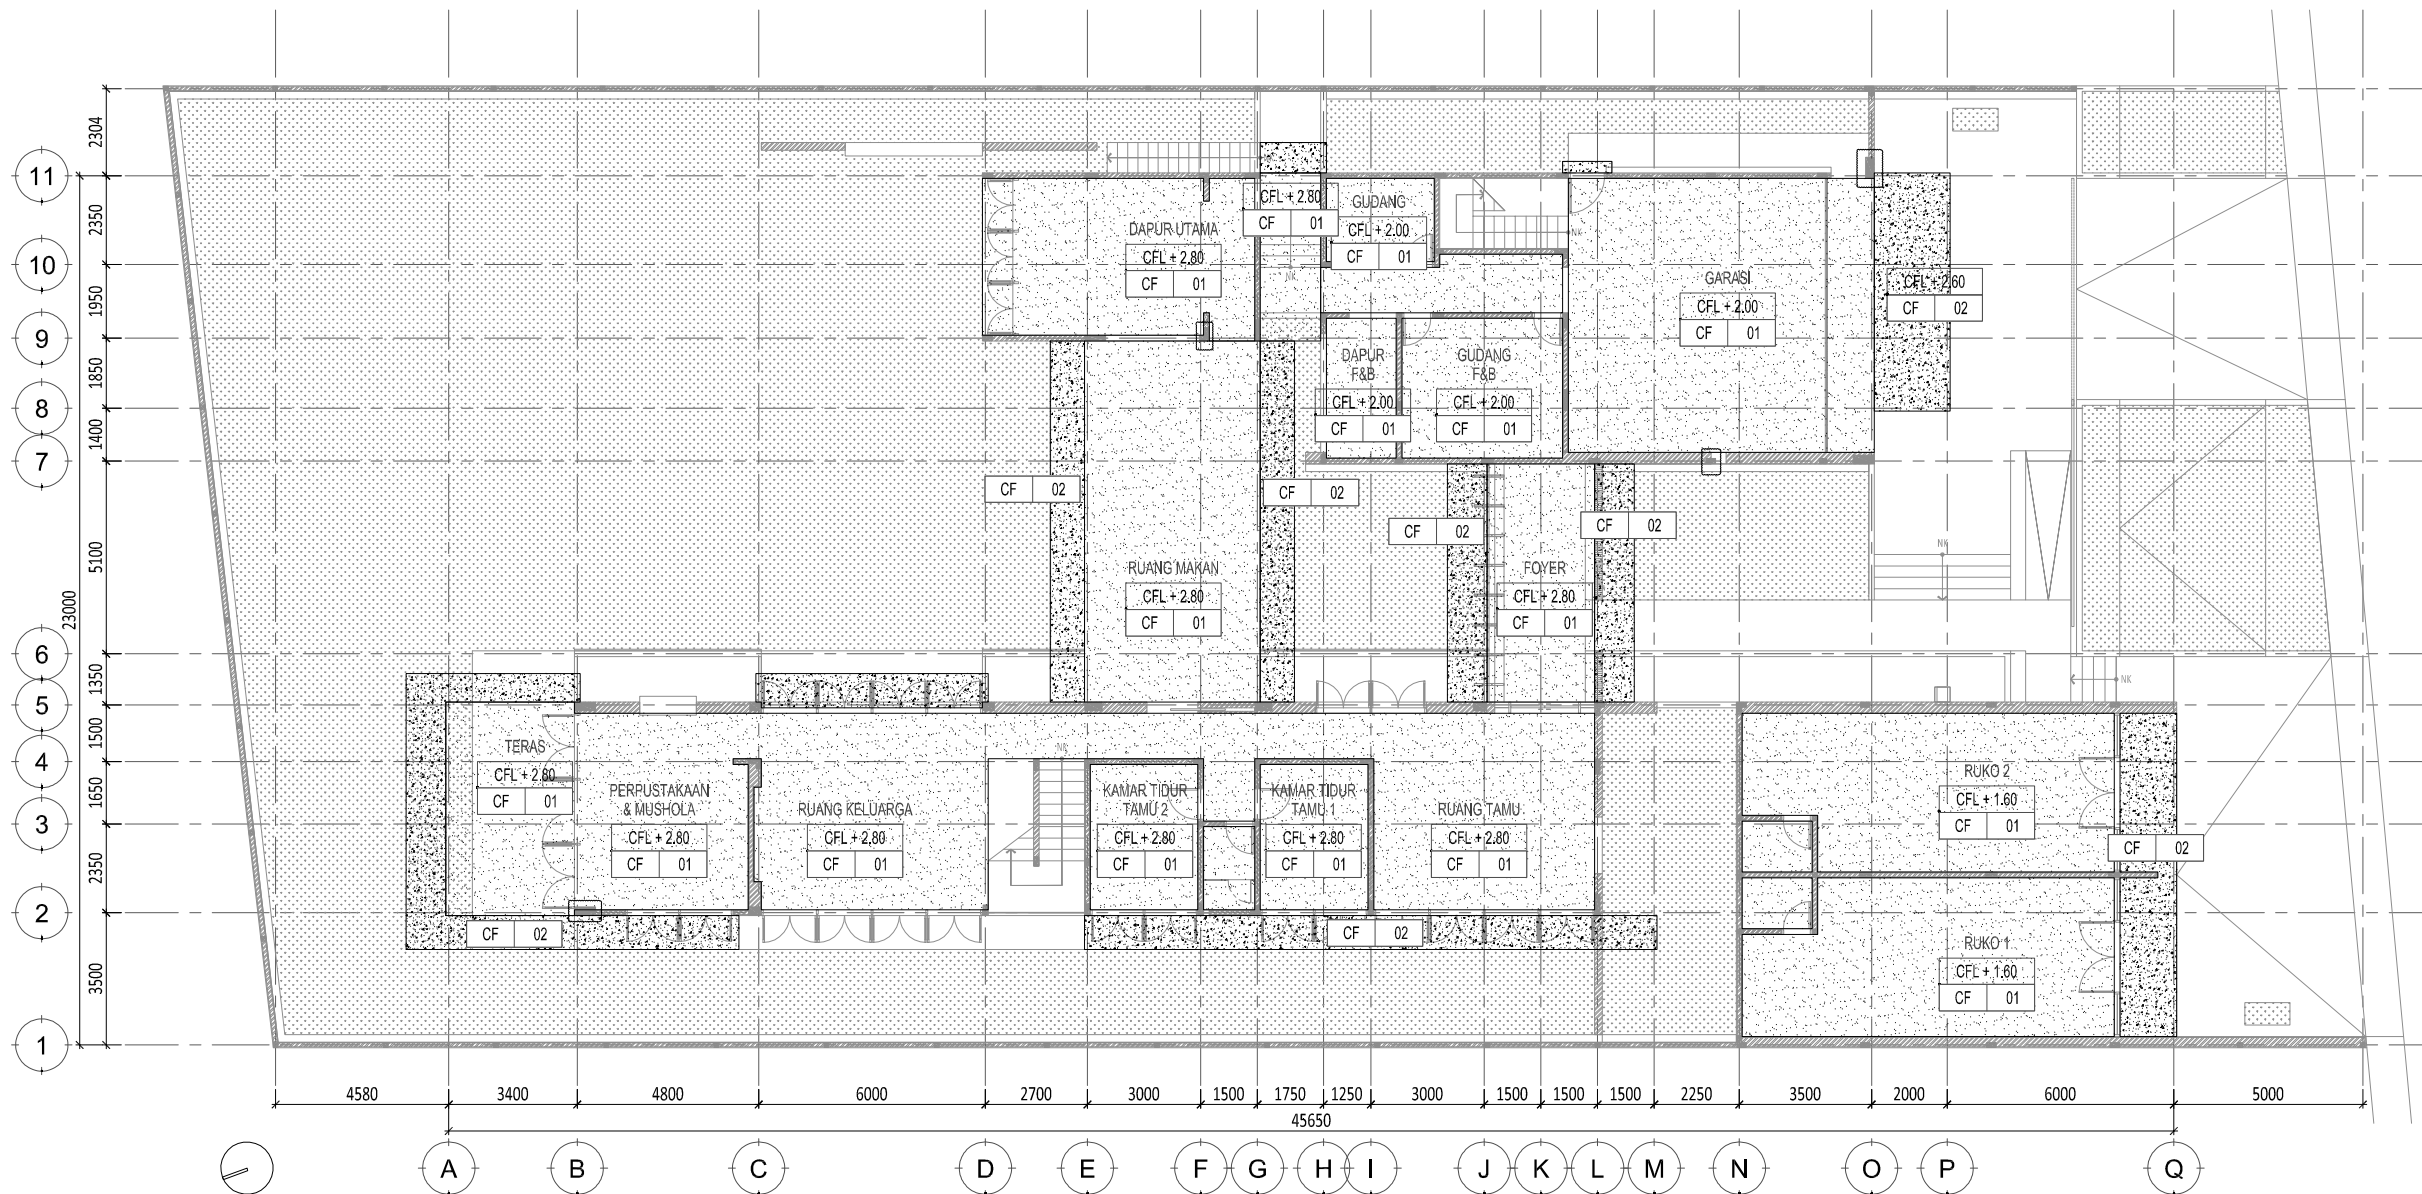 2304
11
2350
10
1950
9
1850
8
1400
7
5100
23000
6
1350
5
1500
4
1650
3
2350
2
3500
1
DAPUR UTAMA
CFL + 2.80
CF 01
CFL + 2.80
CF 01
GUDANG
CFL + 2.00
CF 01
NK
NK
GARASI
CFL + 2.00
CF 01
CFL + 2.60
CF 02
DAPUR
F&B
CFL + 2.00
CF 01
GUDANG
F&B
CFL + 2.00
CF 01
CF 02
CF 02
CF 02
CF 02
NK
RUANG MAKAN
CFL + 2.80
CF 01
FOYER
CFL + 2.80
CF 01
NK
TERAS
CFL + 2.80
CF 01
NK
PERPUSTAKAAN
& MUSHOLA
CFL + 2.80
CF 01
RUANG KELUARGA
CFL + 2.80
CF 01
KAMAR TIDUR
TAMU 2
CFL + 2.80
CF 01
KAMAR TIDUR
TAMU 1
CFL + 2.80
CF 01
RUANG TAMU
CFL + 2.80
CF 01
RUKO 2
CFL + 1.60
CF 01
CF 02
CF 02
CF 02
RUKO 1
CFL + 1.60
CF 01
4580 3400 4800 6000 2700 3000 1500 1750 1250 3000 1500 1500 1500 2250 3500 2000 6000 5000
45650
A B C D E F G H I J K L M N O P Q